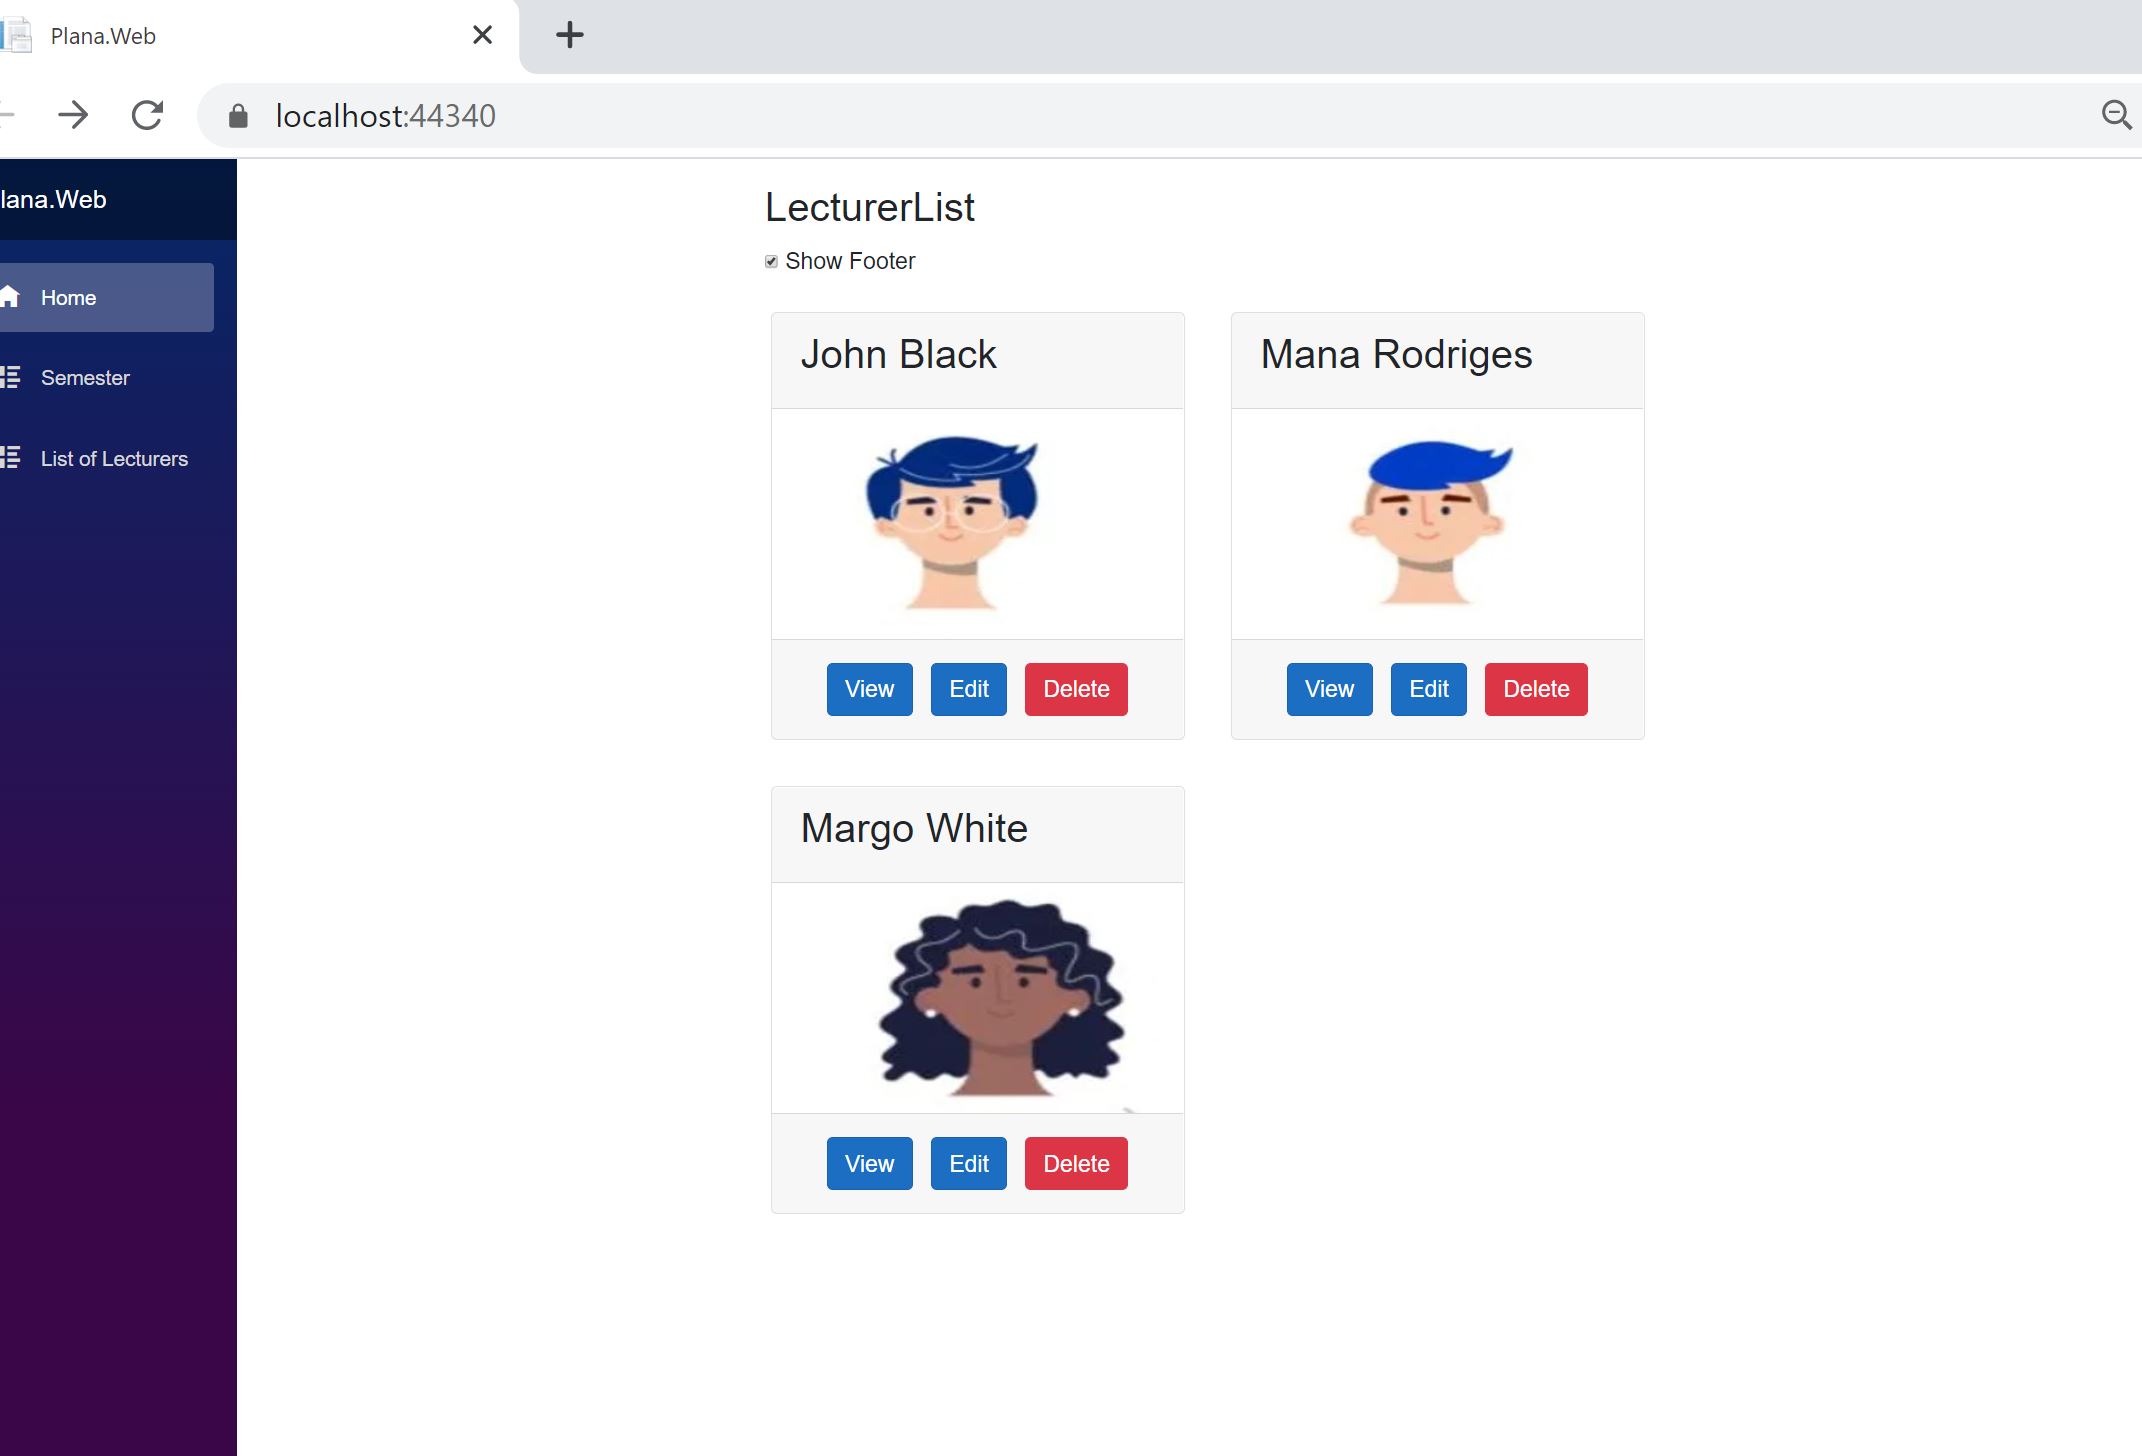 Plana.Web
localhost:44340
lana.Web
Home
Semester
List of Lecturers
LecturerList
Show Footer
John Black
Mana Rodriges
View Edit Delete
View Edit Delete
Margo White
View Edit Delete